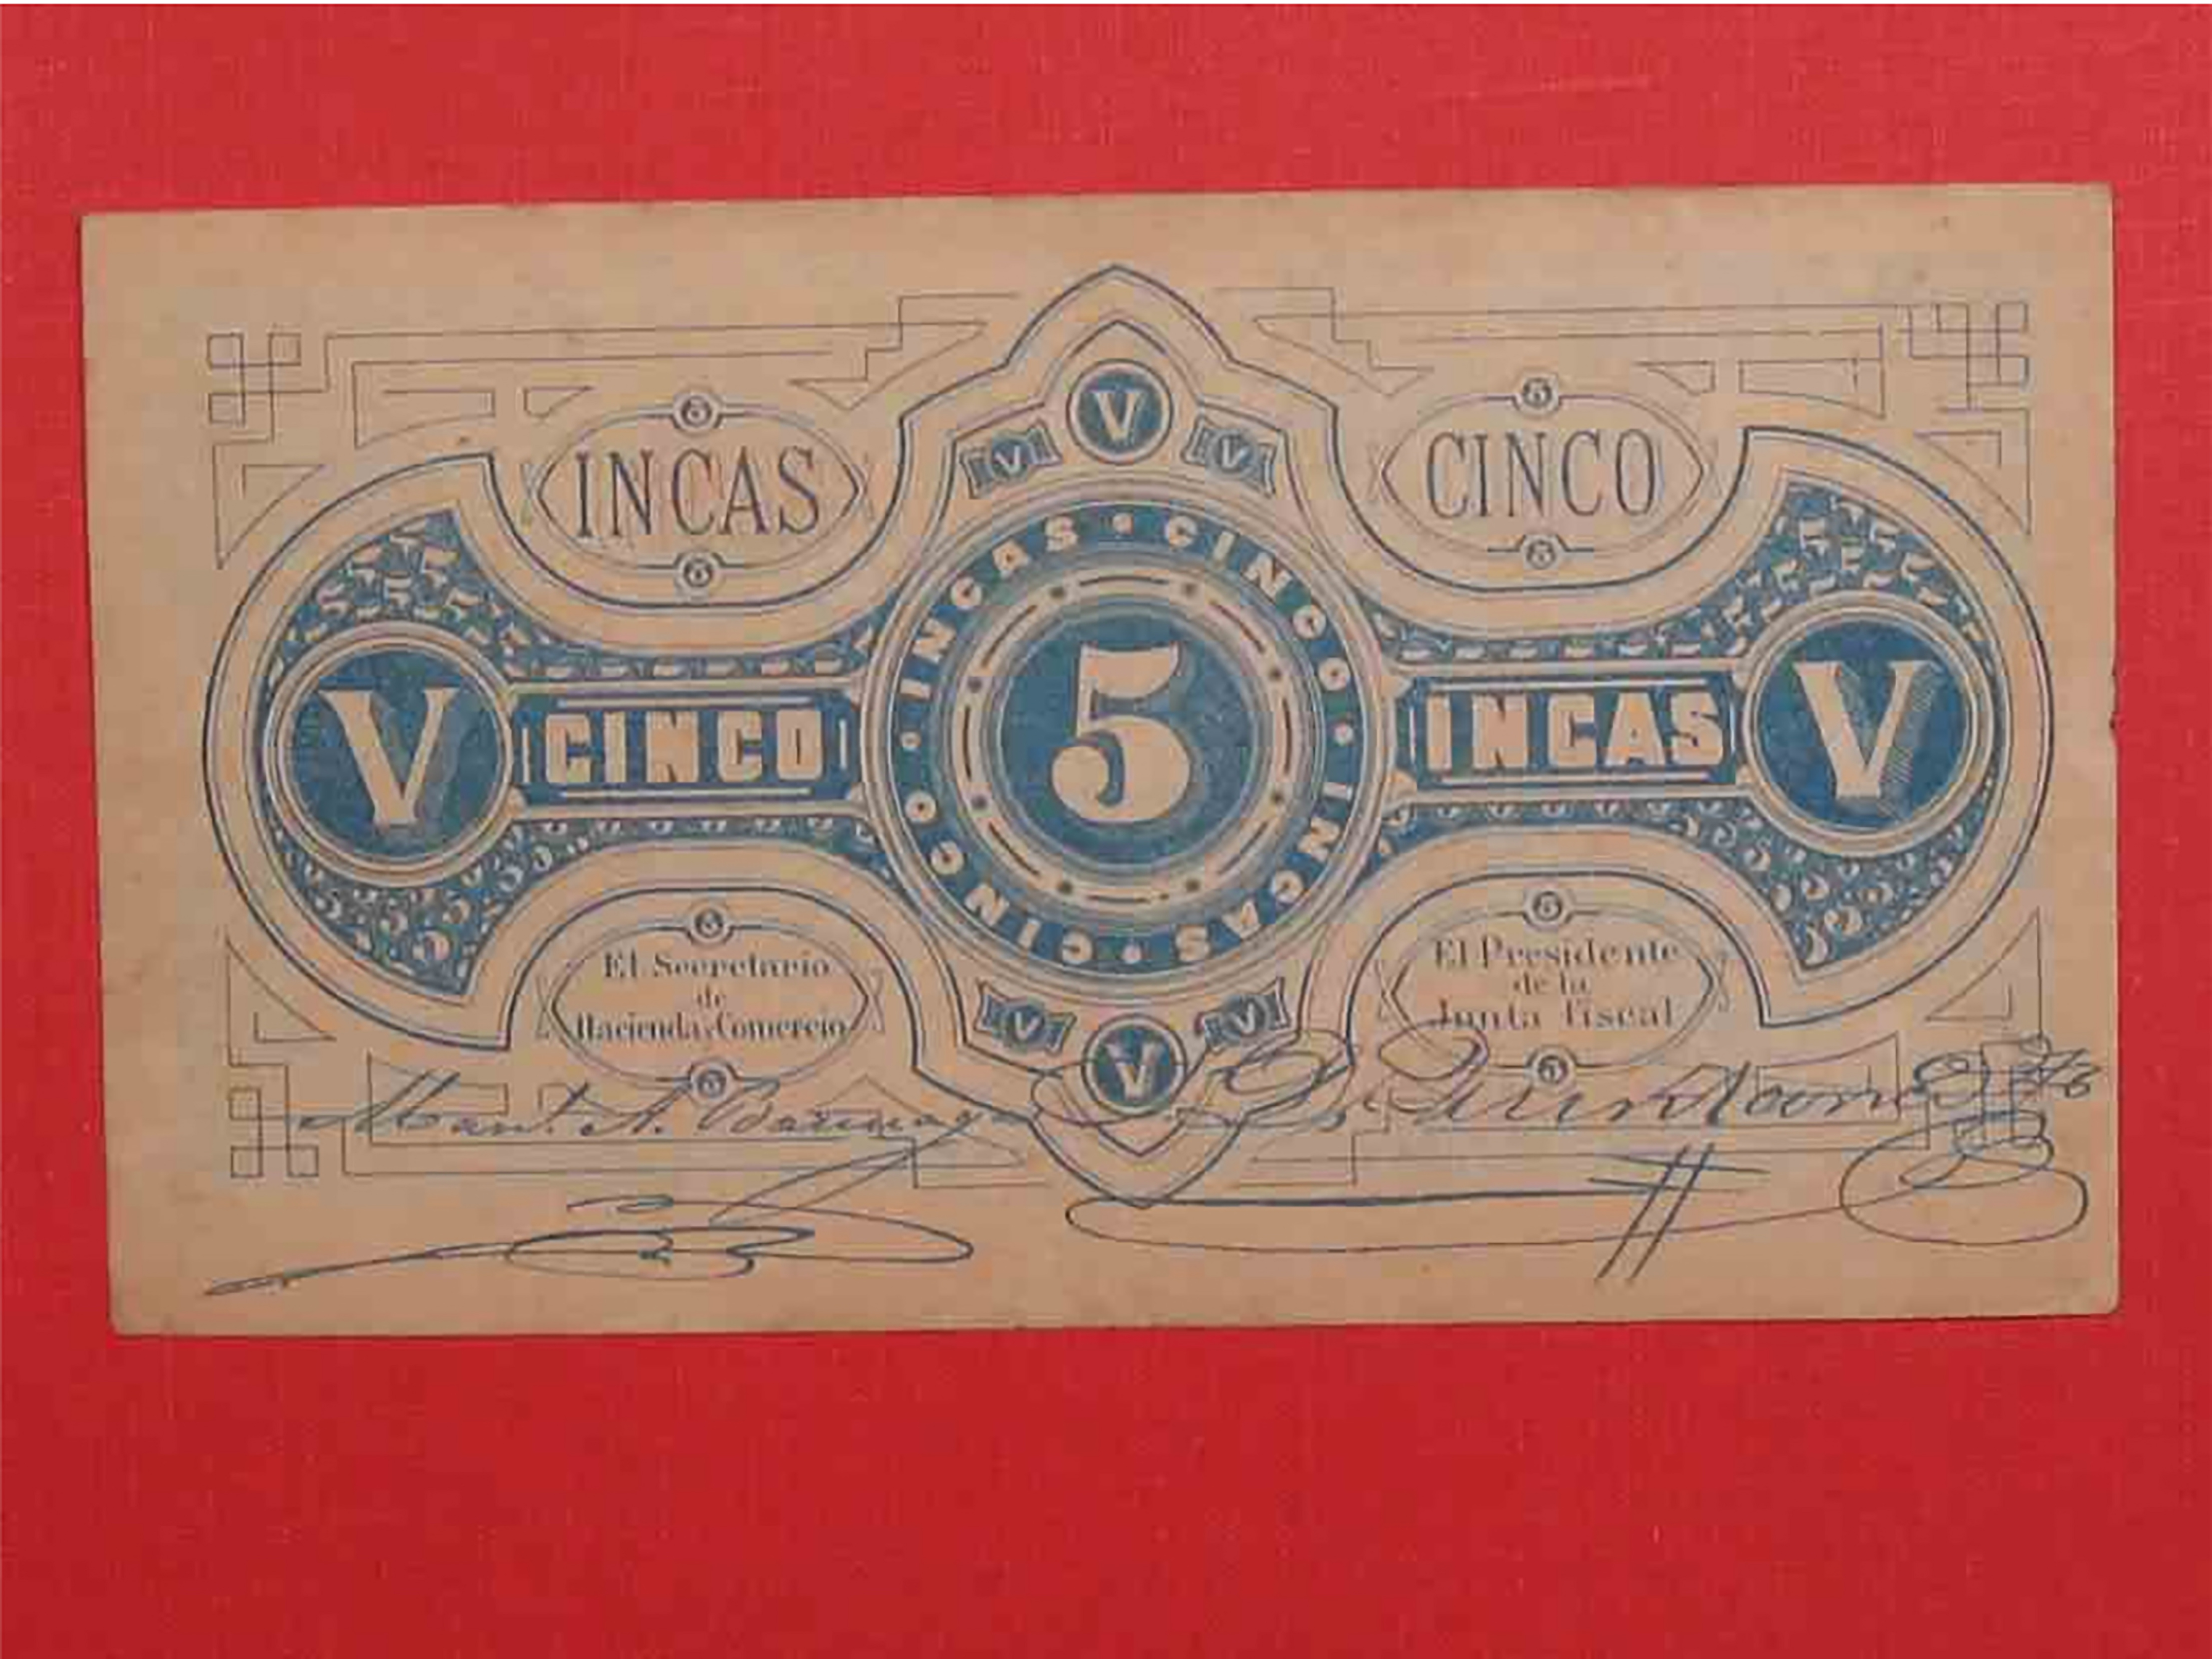 V
V V
INCAS
CINCO
INCAS • CINCO • INCAS • CINCO •
V CINCO 5 INCAS V
El Secretario
de
Hacienda y Comercio
El Presidente
de la
Junta Fiscal
V V
V
Man. A.